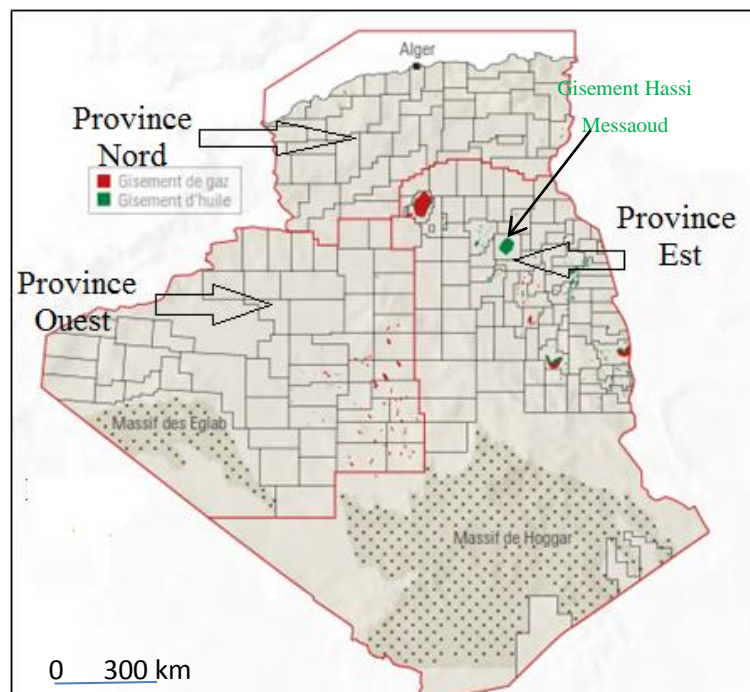 Alger
Gisement Hassi
Messaoud
Province
Nord
Gisement de gaz
Gisement d'huile
Province
Est
Province
Ouest
Massif des Eglab
Massif de Hoggar
0 300 km